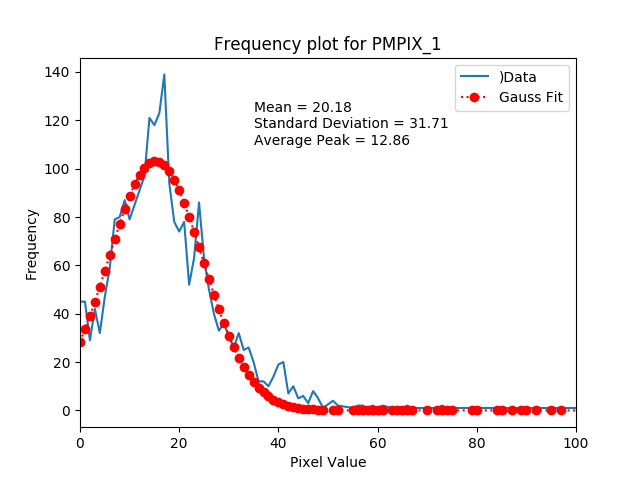 Frequency plot for PMPIX_1
)Data
Gauss Fit
Mean = 20.18
Standard Deviation = 31.71
Average Peak = 12.86
140
120
100
80
60
40
20
0
Frequency
0 20 40 60 80 100
Pixel Value